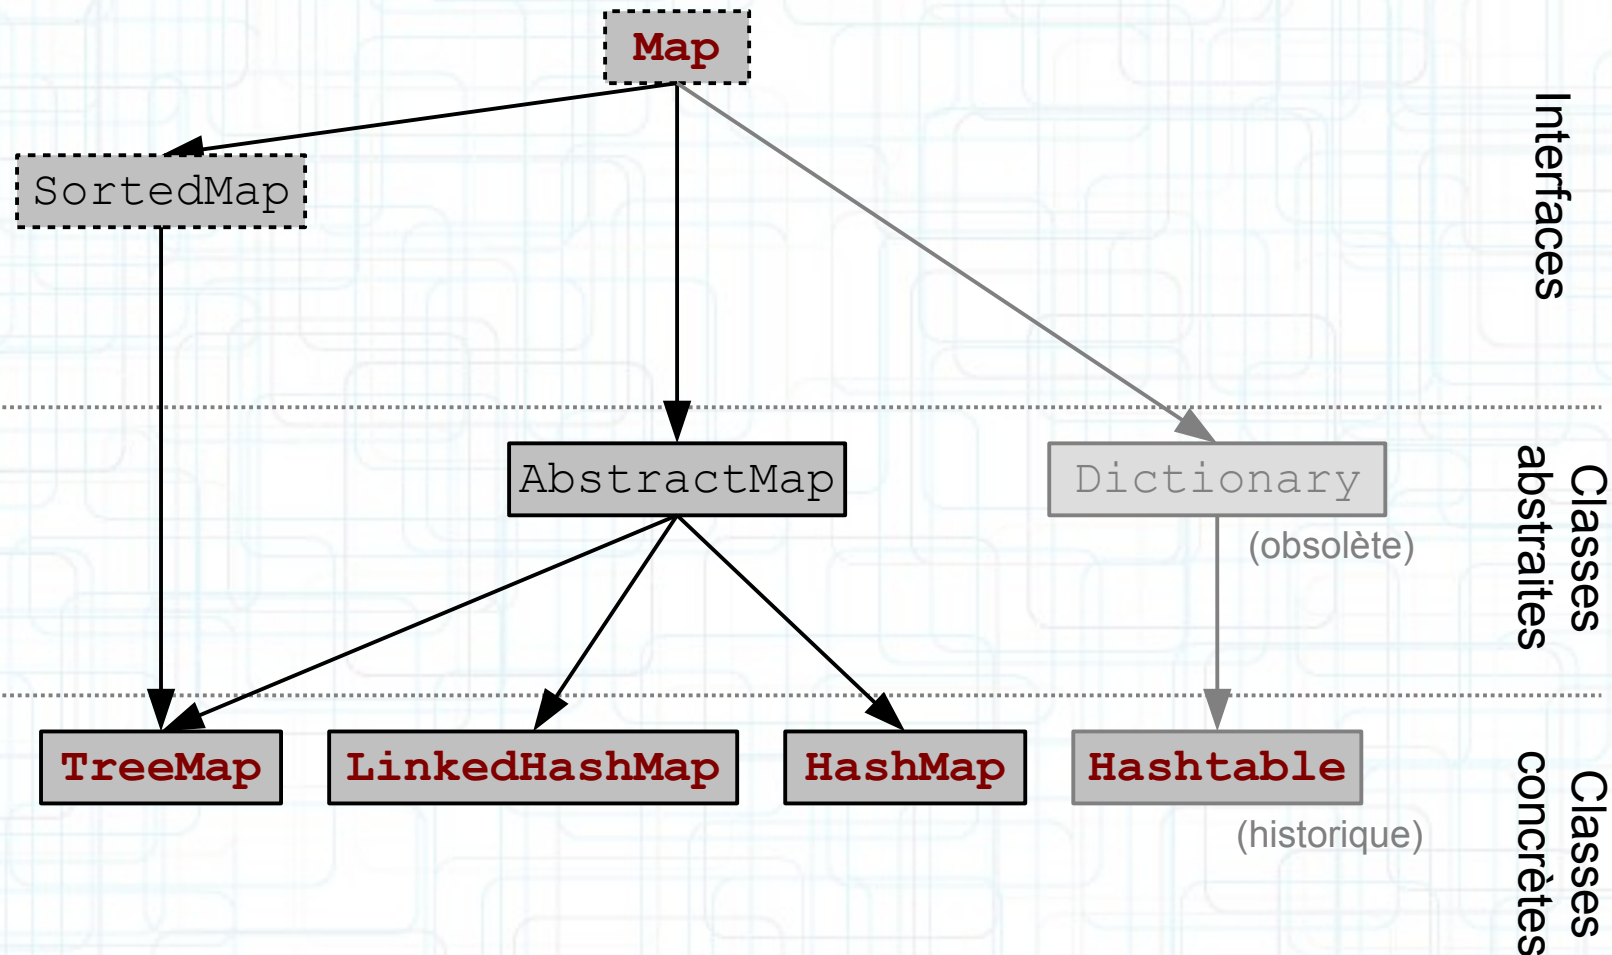 Map
SortedMap
Interfaces
AbstractMap
Dictionary
(obsolète)
Classes
abstraites
TreeMap
LinkedHashMap
HashMap
Hashtable
(historique)
Classes
concrètes